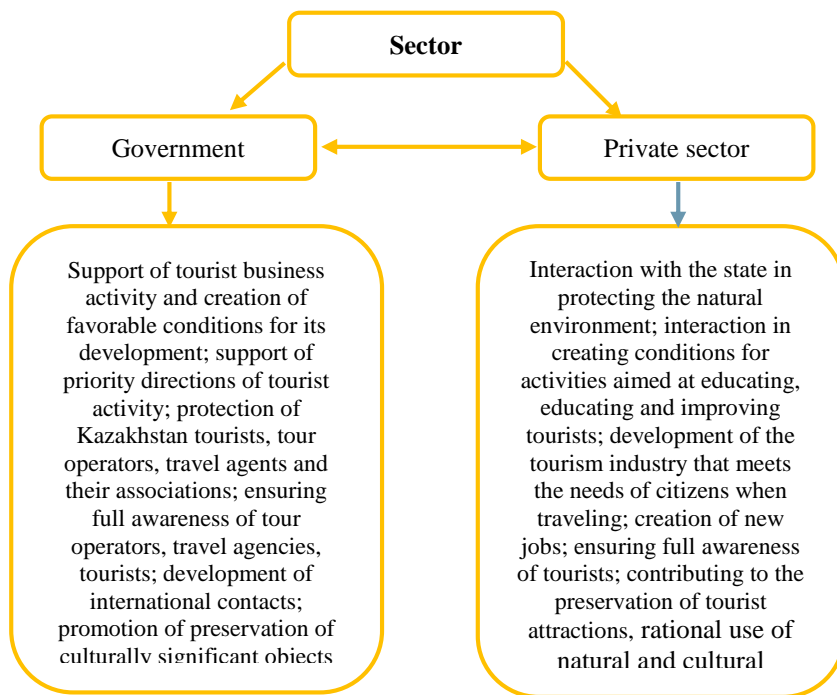 Sector
Government
Private sector
Support of tourist business
activity and creation of
favorable conditions for its
development; support of
priority directions of tourist
activity; protection of
Kazakhstan tourists, tour
operators, travel agents and
their associations; ensuring
full awareness of tour
operators, travel agencies,
tourists; development of
international contacts;
promotion of preservation of
culturally significant objects
Interaction with the state in
protecting the natural
environment; interaction in
creating conditions for
activities aimed at educating,
educating and improving
tourists; development of the
tourism industry that meets
the needs of citizens when
traveling; creation of new
jobs; ensuring full awareness
of tourists; contributing to the
preservation of tourist
attractions, rational use of
natural and cultural